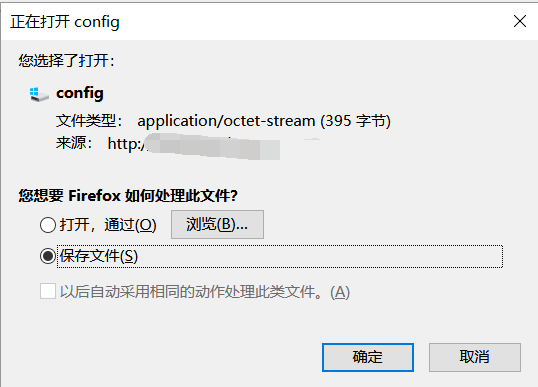 正在打开 config
您选择了打开：
config
文件类型： application/octet-stream (395 字节)
来源： http:/
您想要 Firefox 如何处理此文件？
打开，通过(O) 浏览(B)...
保存文件(S)
以后自动采用相同的动作处理此类文件。(A)
确定 取消